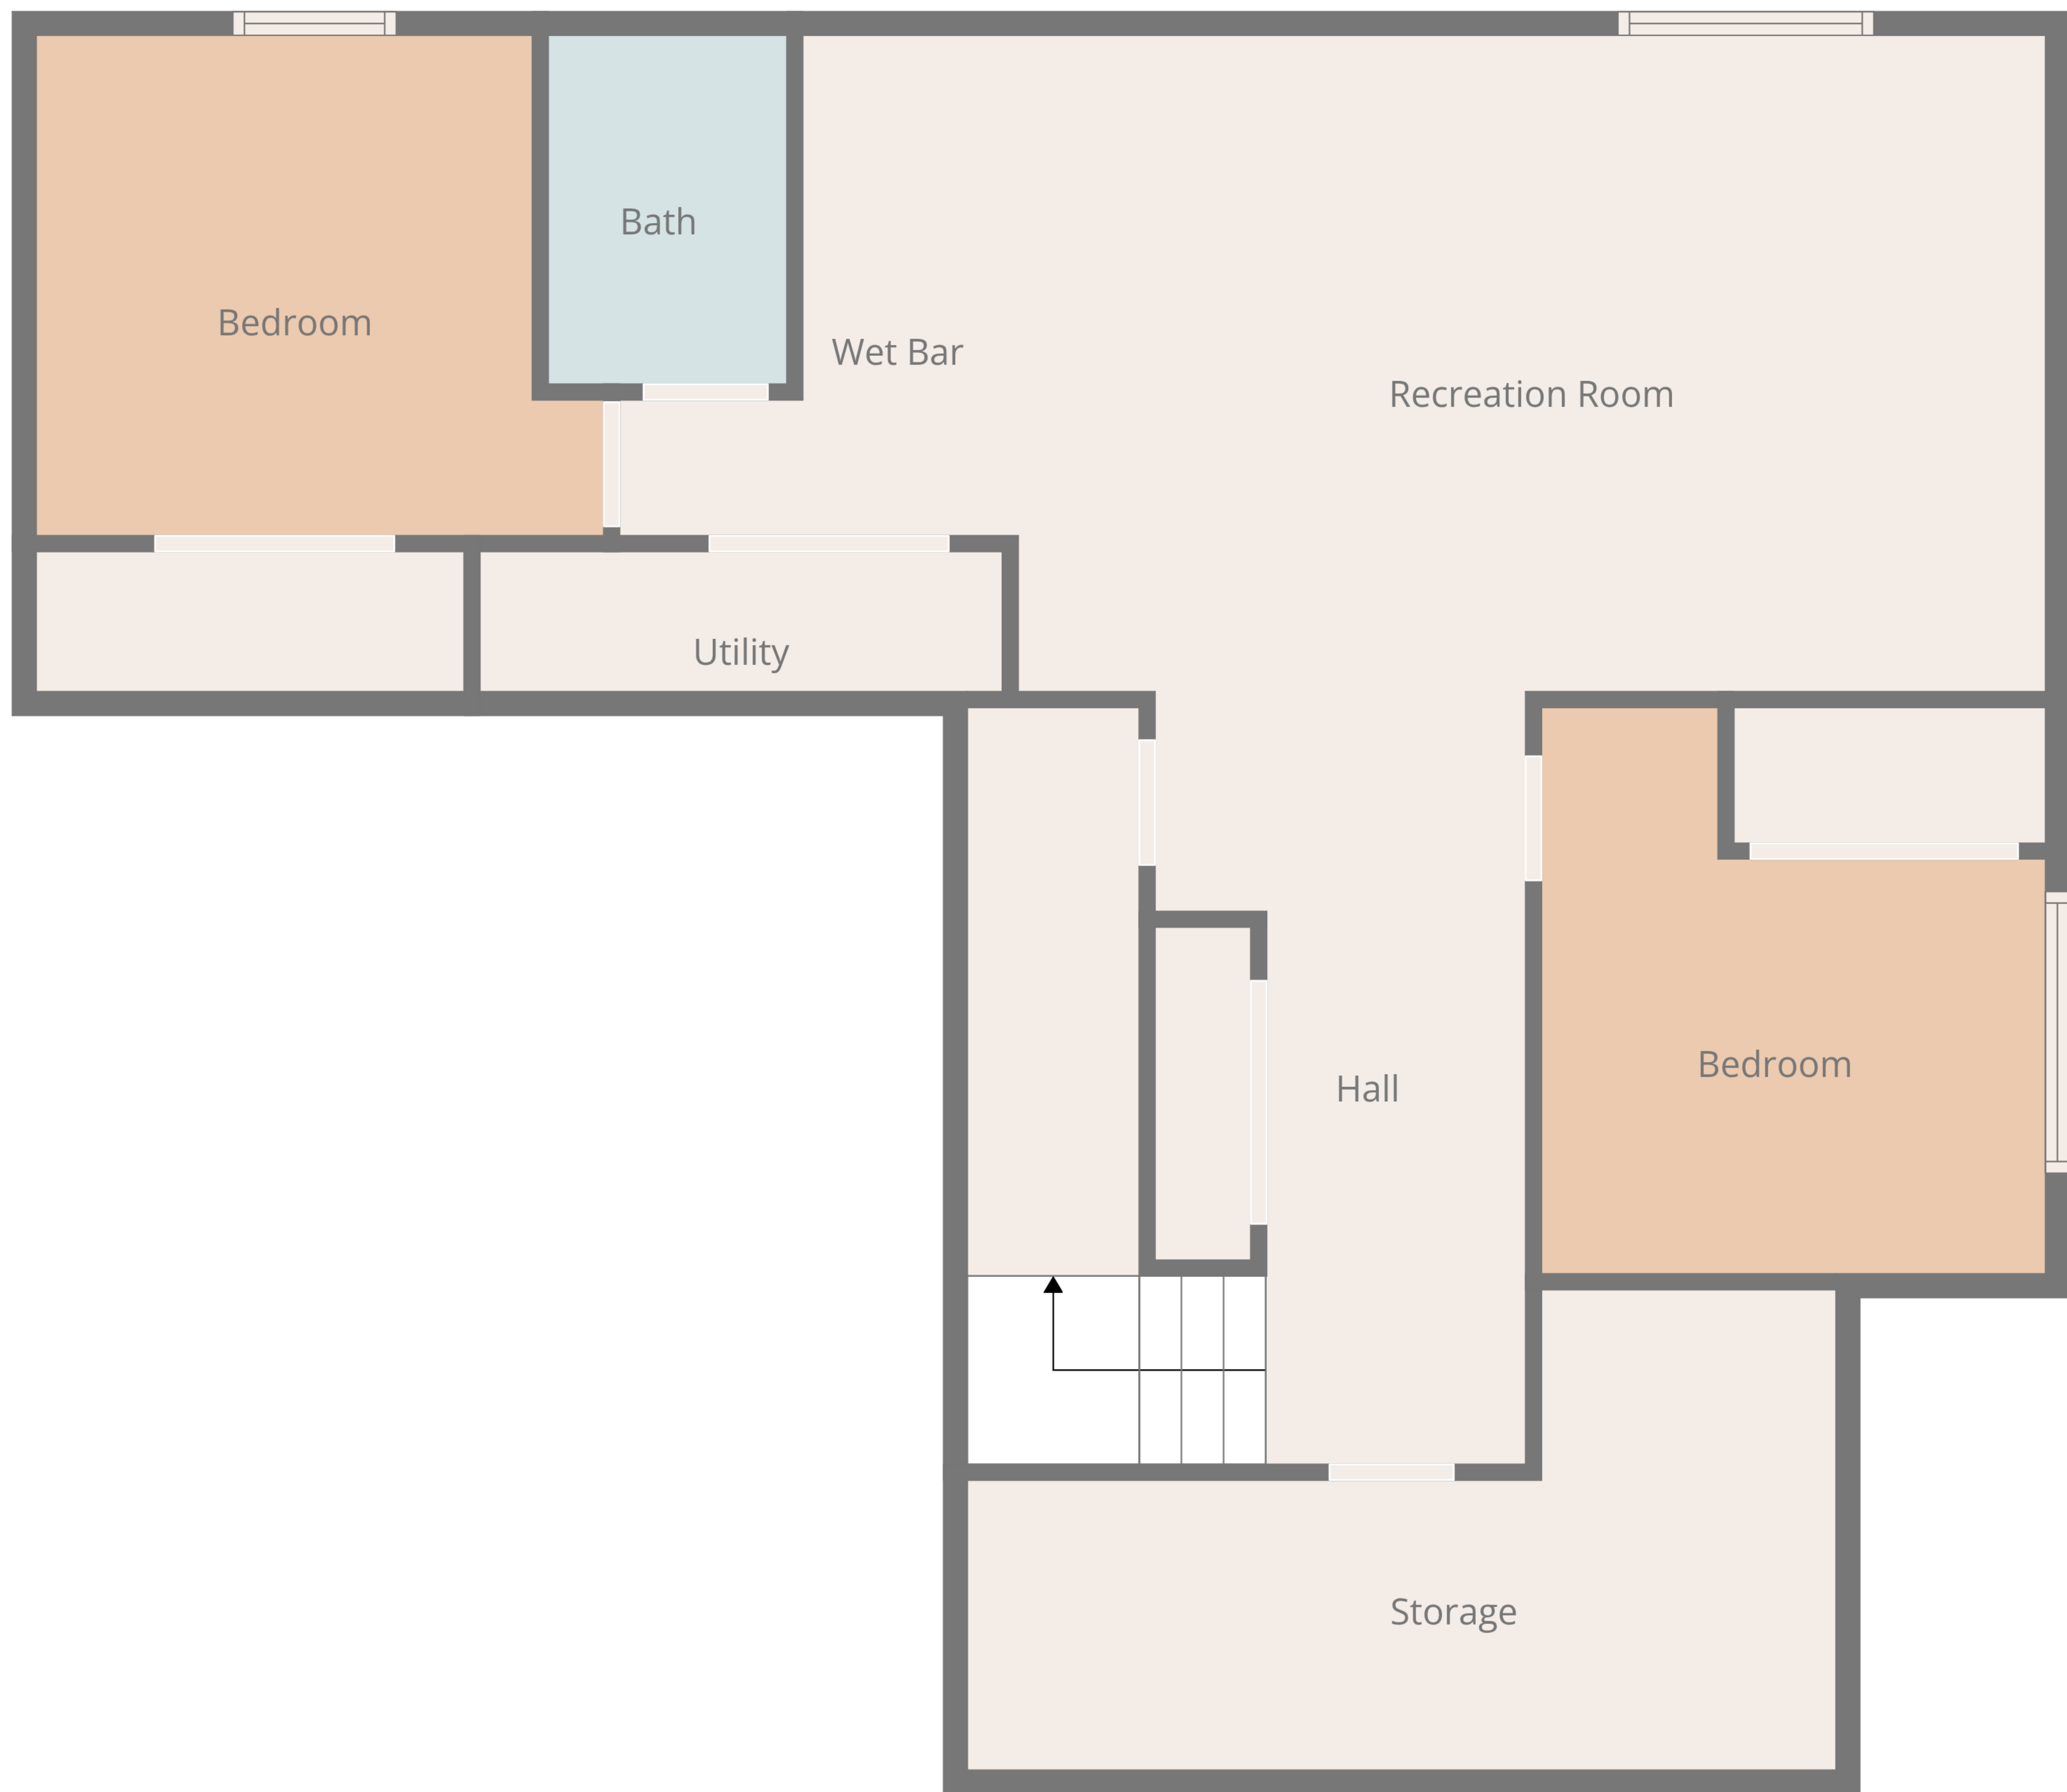 Bath
Bedroom
Wet Bar
Recreation Room
Utility
Bedroom
Hall
Storage